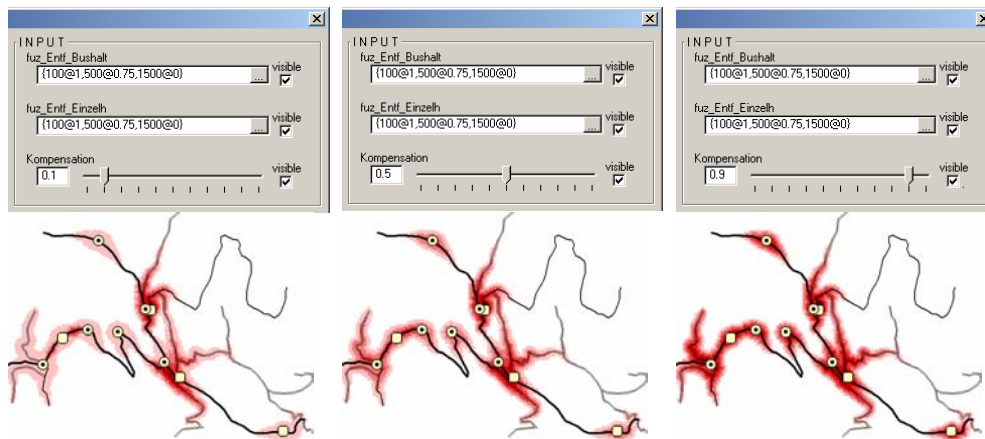 INPUT
fuz_Entf_Bushalt
{100@1,500@0.75,1500@0} ... visible
fuz_Entf_Einzelh
{100@1,500@0.75,1500@0} ... visible
Kompensation
0.1 visible
INPUT
fuz_Entf_Bushalt
{100@1,500@0.75,1500@0} ... visible
fuz_Entf_Einzelh
{100@1,500@0.75,1500@0} ... visible
Kompensation
0.5 visible
INPUT
fuz_Entf_Bushalt
{100@1,500@0.75,1500@0} ... visible
fuz_Entf_Einzelh
{100@1,500@0.75,1500@0} ... visible
Kompensation
0.9 visible